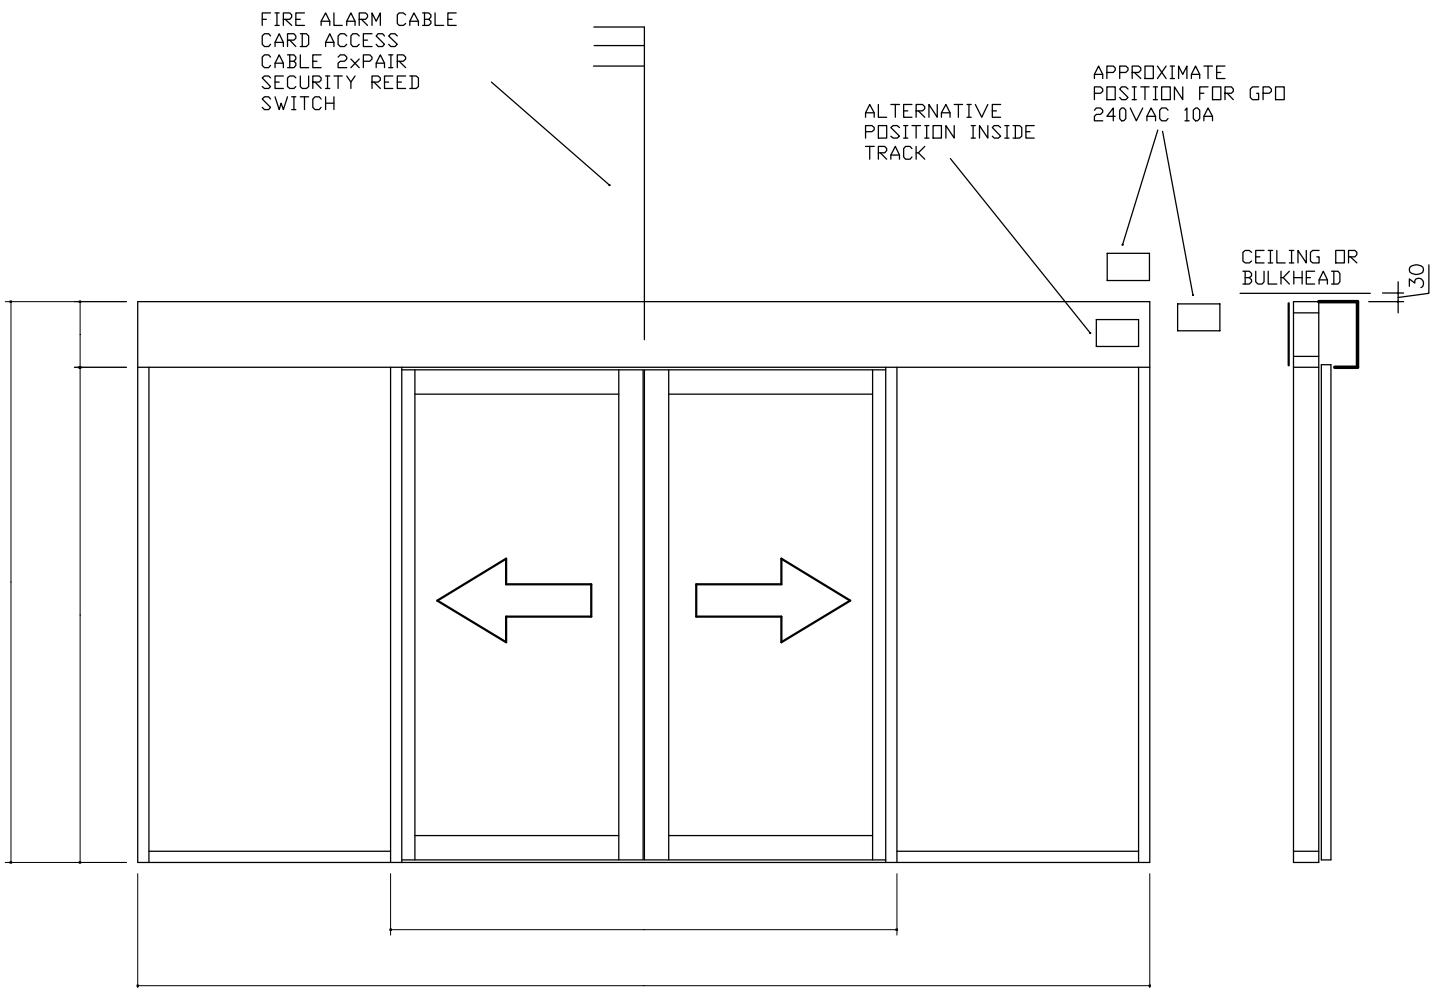 FIRE ALARM CABLE
CARD ACCESS
CABLE 2xPAIR
SECURITY REED
SWITCH
ALTERNATIVE
POSITION INSIDE
TRACK
APPROXIMATE
POSITION FOR GPO
240VAC 10A
CEILING OR
BULKHEAD
30